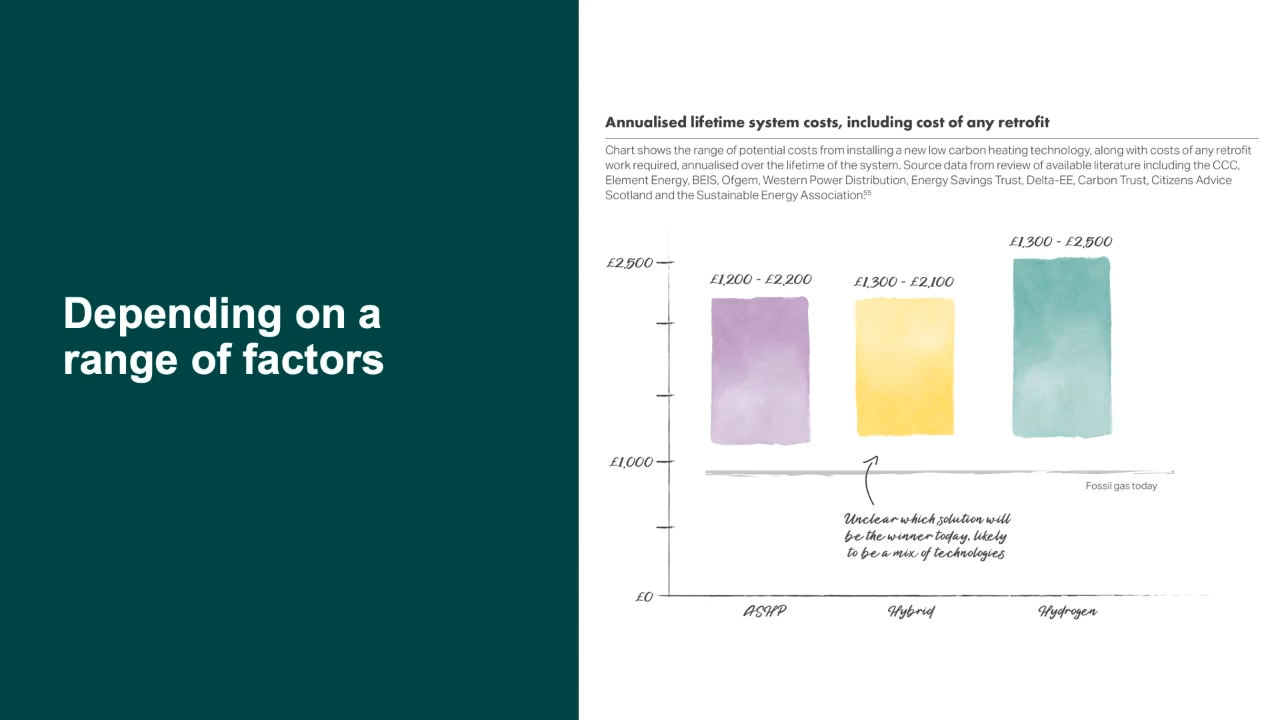 Depending on a
range of factors
Annualised lifetime system costs, including cost of any retrofit
Chart shows the range of potential costs from installing a new low carbon heating technology, along with costs of any retrofit
work required, annualised over the lifetime of the system. Source data from review of available literature including the CCC,
Element Energy, BEIS, Ofgem, Western Power Distribution, Energy Savings Trust, Delta-EE, Carbon Trust, Citizens Advice
Scotland and the Sustainable Energy Association.55
£1,300 - £2,500
£2,500
£1,200 - £2,200
£1,300 - £2,100
£1,000
Fossil gas today
Unclear which solution will
be the winner today, likely
to be a mix of technologies
£0
ASHP
Hybrid
Hydrogen